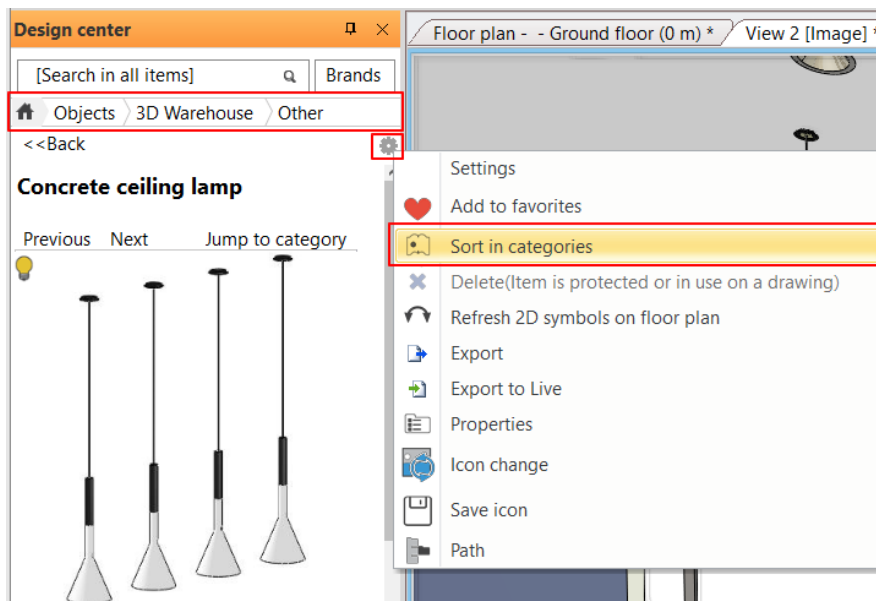 Design center
Floor plan - - Ground floor (0 m) *
View 2 [Image] *
[Search in all items]
Brands
Objects
3D Warehouse
Other
<<Back
Concrete ceiling lamp
Previous
Next
Jump to category
Settings
Add to favorites
Sort in categories
Delete(Item is protected or in use on a drawing)
Refresh 2D symbols on floor plan
Export
Export to Live
Properties
Icon change
Save icon
Path